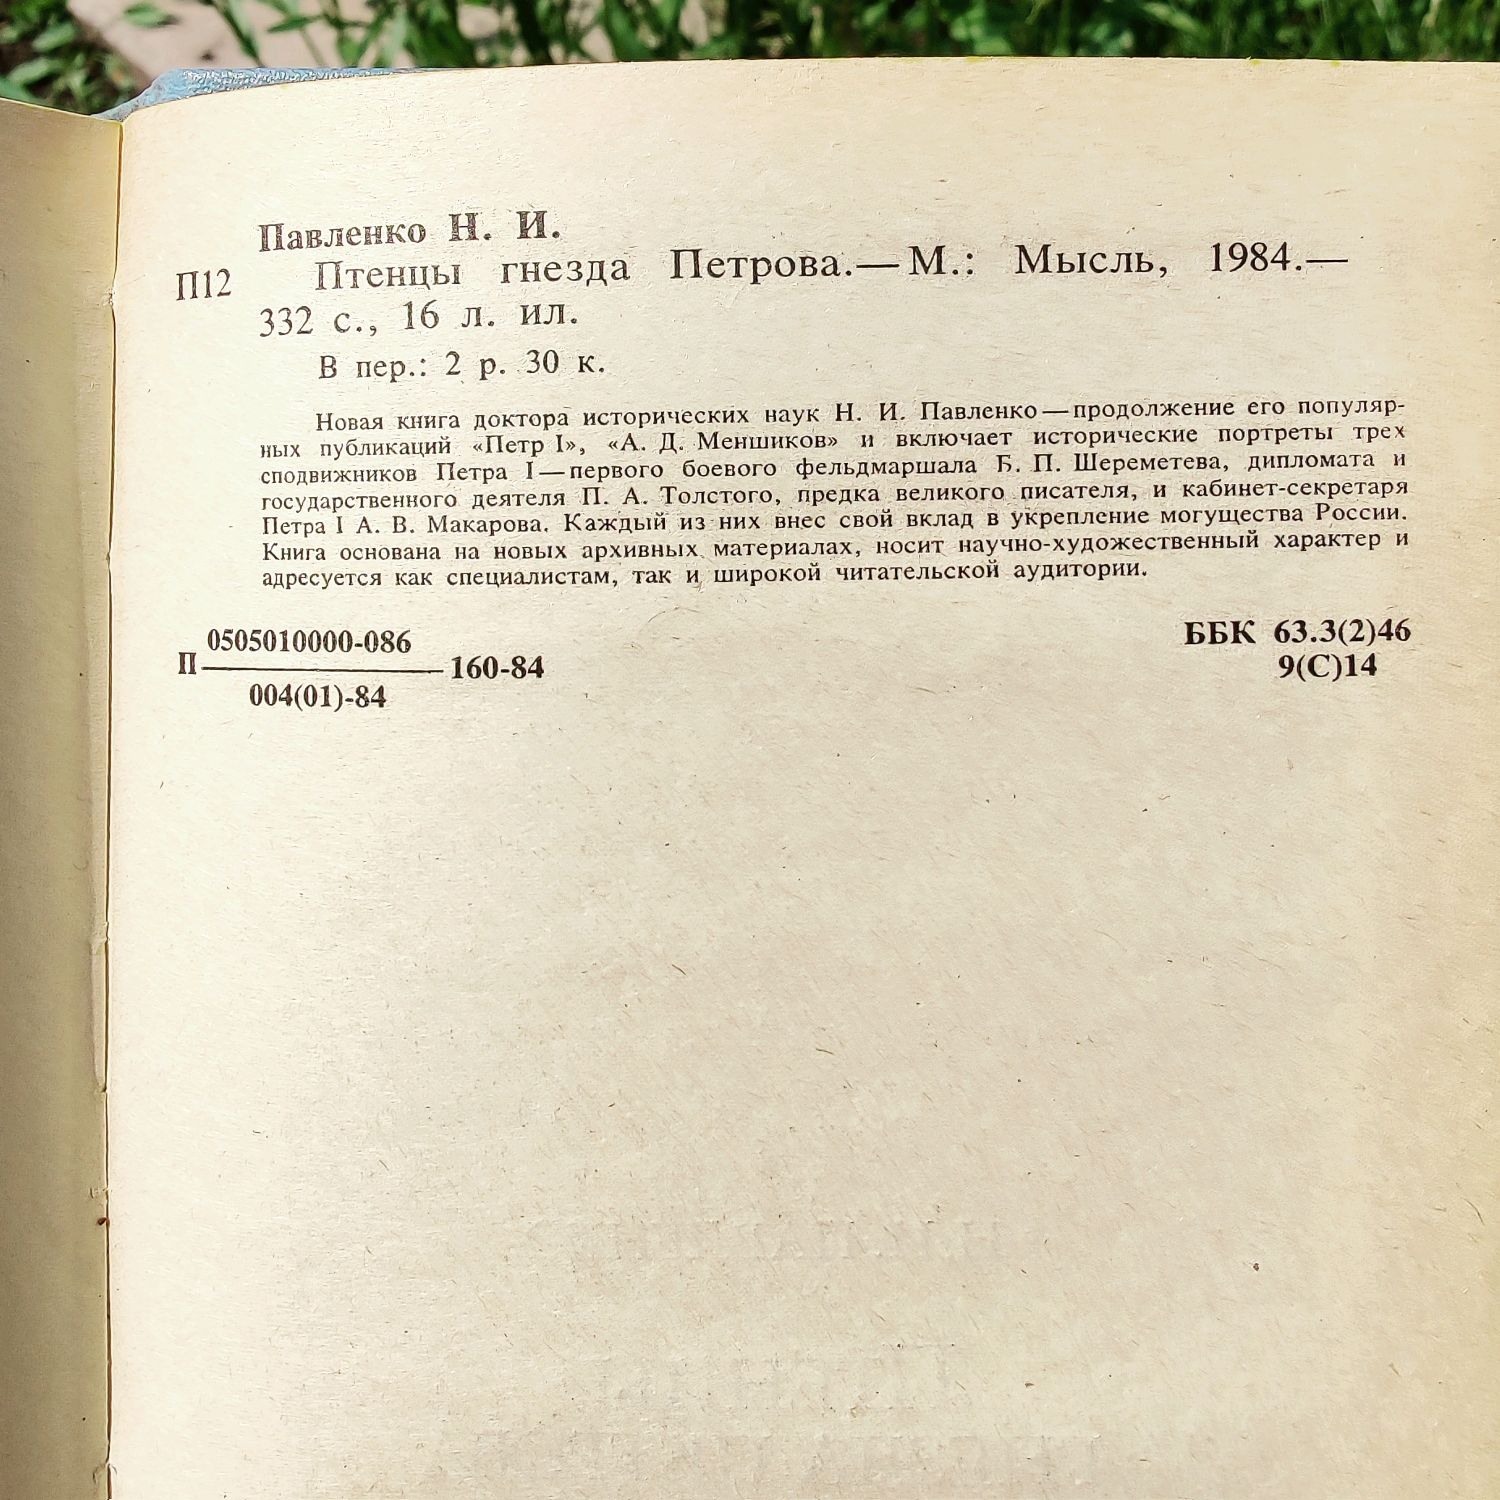 Павленко Н. И.
П12 Птенцы гнезда Петрова.—М.: Мысль, 1984.—
332 с., 16 л. ил.
В пер.: 2 р. 30 к.
Новая книга доктора исторических наук Н. И. Павленко—продолжение его популяр-
ных публикаций «Петр I», «А. Д. Меншиков» и включает исторические портреты трех
сподвижников Петра I—первого боевого фельдмаршала Б. П. Шереметева, дипломата и
государственного деятеля П. А. Толстого, предка великого писателя, и кабинет-секретаря
Петра I А. В. Макарова. Каждый из них внес свой вклад в укрепление могущества России.
Книга основана на новых архивных материалах, носит научно-художественный характер и
адресуется как специалистам, так и широкой читательской аудитории.
0505010000-086
П 160-84
004(01)-84
ББК 63.3(2)46
9(С)14